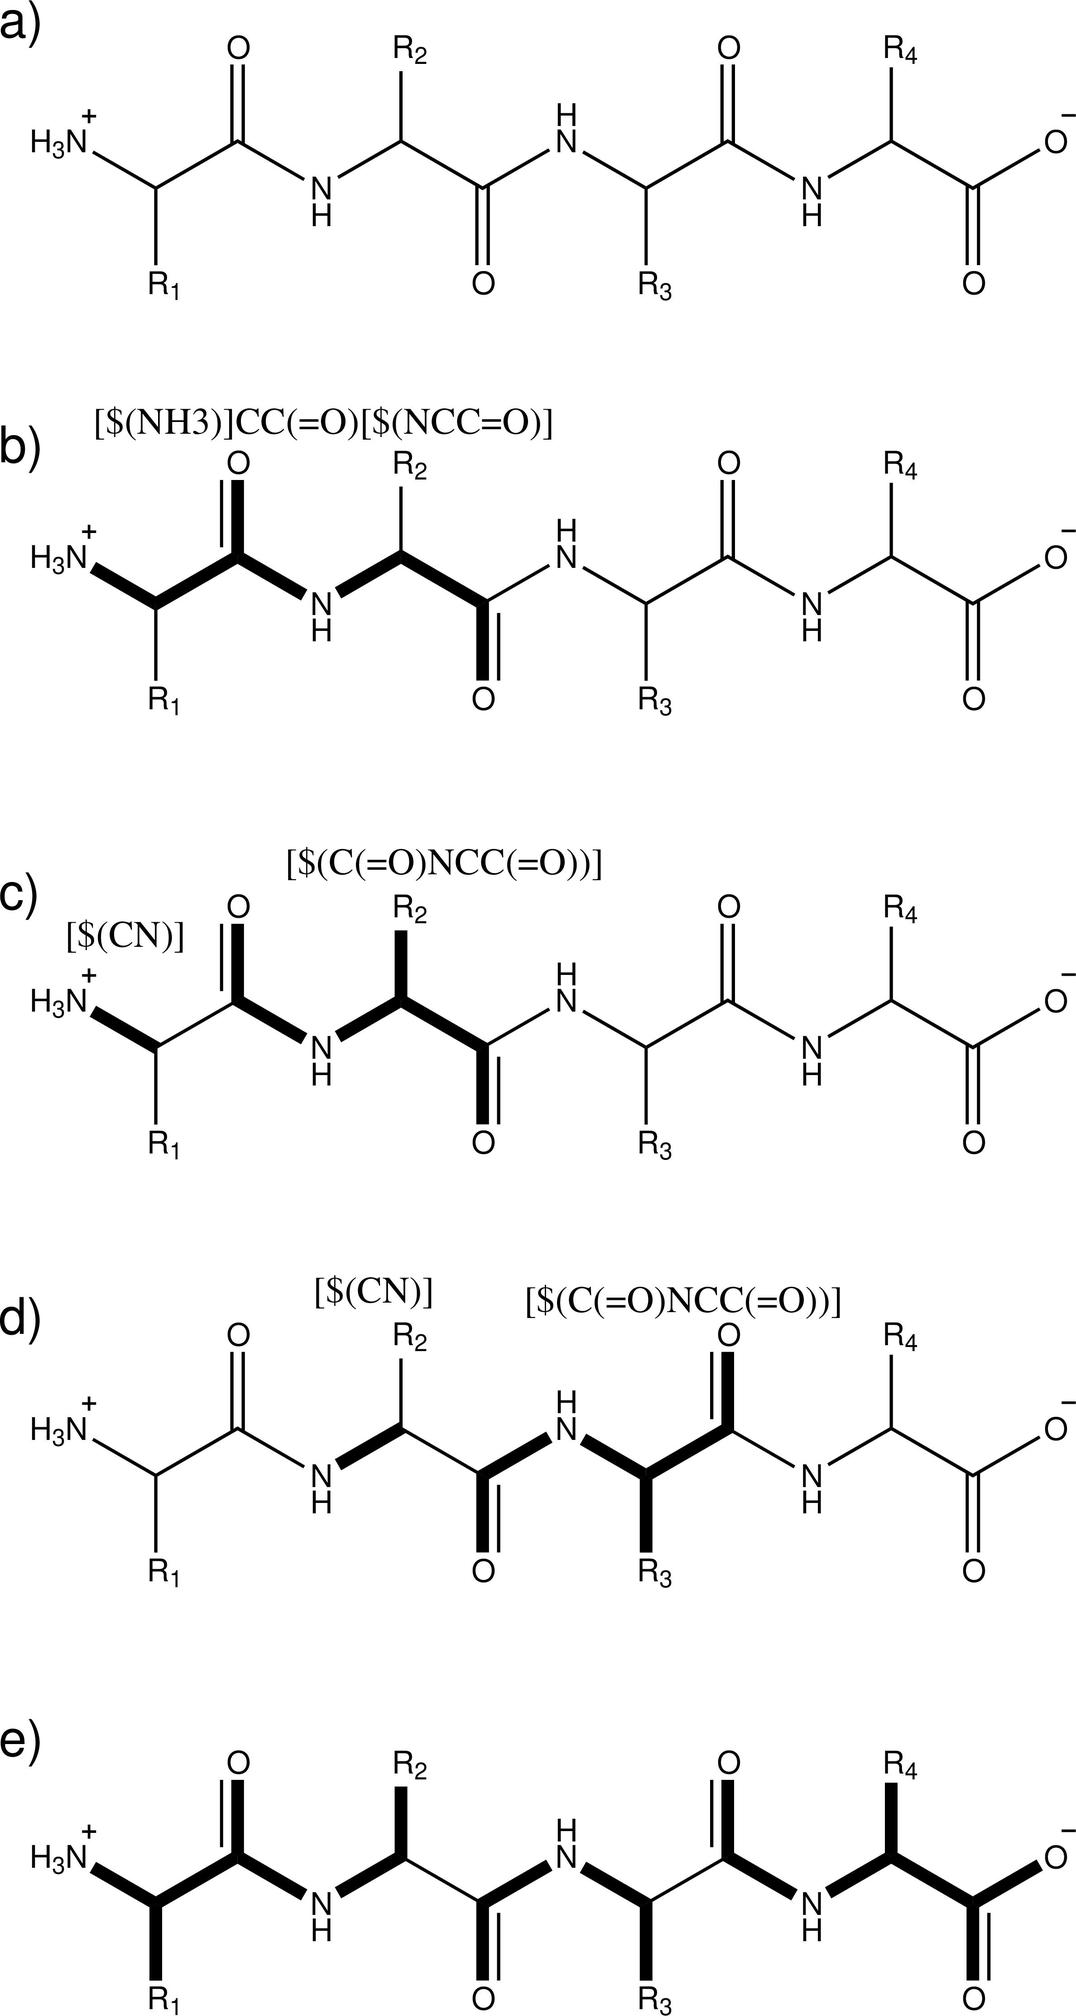 a)
O R₂ H O R₄
H₃N⁺ N O⁻
N H N H
R₁ O R₃ O
[$(NH3)]CC(=O)[$(NCC=O)]
b)
O R₂ H O R₄
H₃N⁺ N O⁻
N H N H
R₁ O R₃ O
[$(C(=O)NCC(=O))]
c)
O R₂ O R₄
[$(CN)]
H
H₃N⁺ N O⁻
N H N H
R₁ O R₃ O
[$(CN)] [$(C(=O)NCC(=O))]
d)
O R₂ H O R₄
H₃N⁺ N O⁻
N H N H
R₁ O R₃ O
e)
O R₂ H O R₄
H₃N⁺ N O⁻
N H N H
R₁ O R₃ O